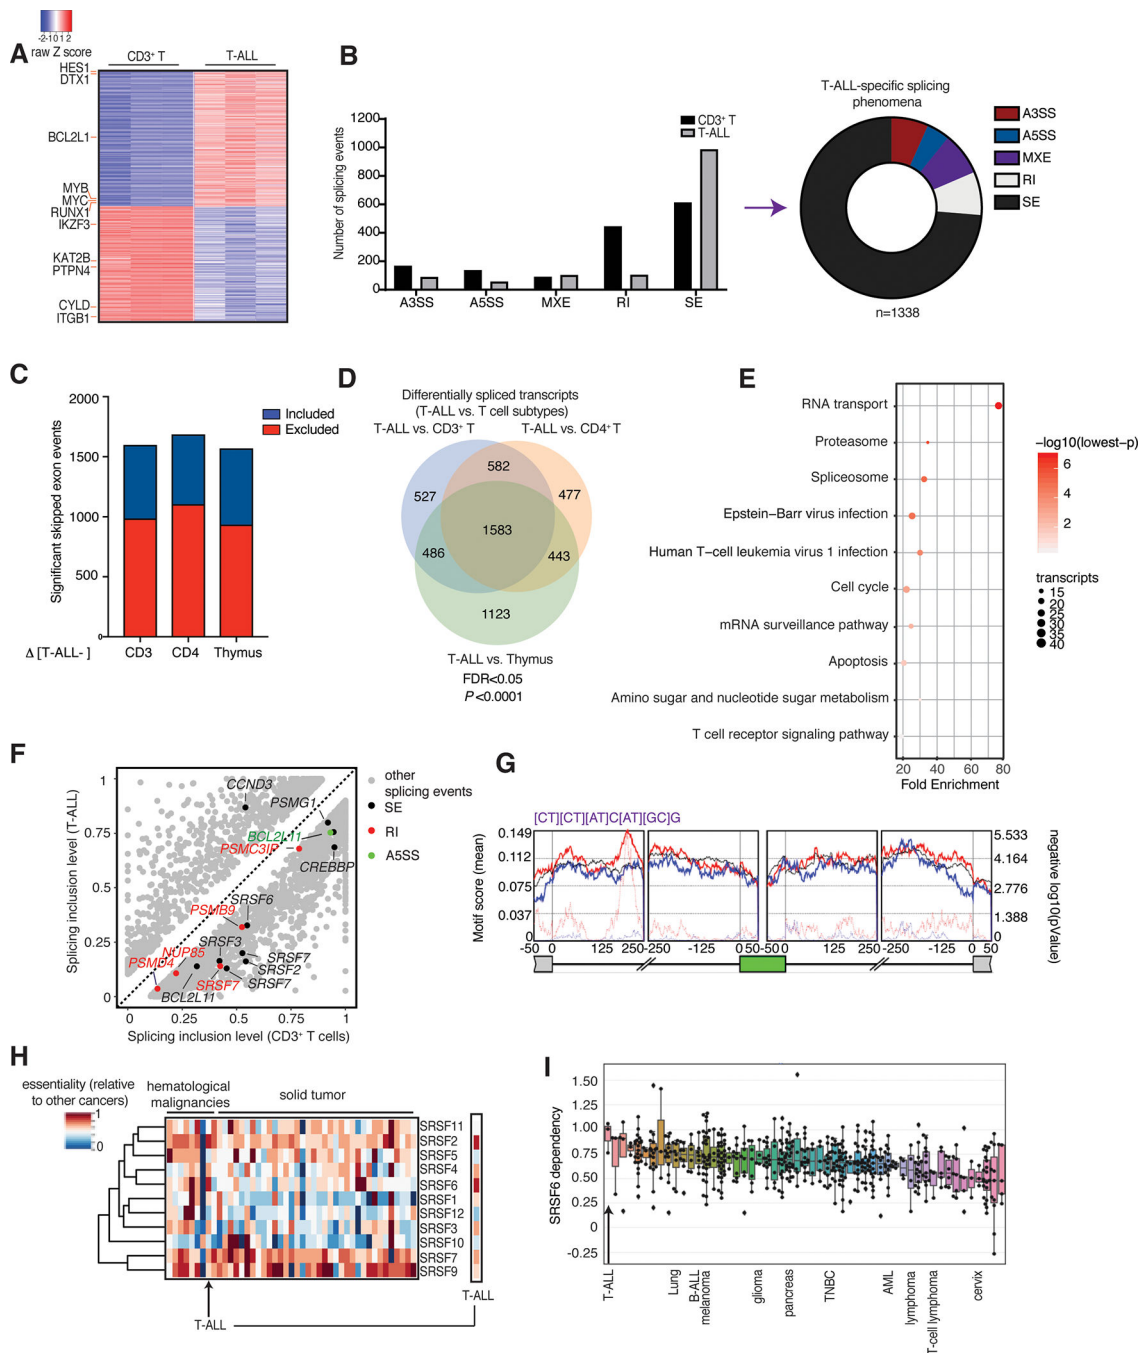 -2-1 0 1 2
raw Z score
A
CD3+ T
T-ALL
HES1
DTX1
BCL2L1
MYB
MYC
RUNX1
IKZF3
KAT2B
PTPN4
CYLD
ITGB1
B
Number of splicing events
1200
1000
800
600
400
200
0
CD3+ T
T-ALL
A3SS
A5SS
MXE
RI
SE
T-ALL-specific splicing
phenomena
A3SS
A5SS
MXE
RI
SE
n=1338
C
Significant skipped exon events
2000
1500
1000
500
0
Included
Excluded
Δ [T-ALL- ]
CD3
CD4
Thymus
D
Differentially spliced transcripts
(T-ALL vs. T cell subtypes)
T-ALL vs. CD3+ T
T-ALL vs. CD4+ T
582
527
477
1583
486
443
1123
T-ALL vs. Thymus
FDR<0.05
P <0.0001
E
RNA transport
Proteasome
Spliceosome
Epstein−Barr virus infection
Human T−cell leukemia virus 1 infection
Cell cycle
mRNA surveillance pathway
Apoptosis
Amino sugar and nucleotide sugar metabolism
T cell receptor signaling pathway
20
40
60
80
Fold Enrichment
−log10(lowest-p)
6
4
2
transcripts
15
20
25
30
35
40
F
Splicing inclusion level (T-ALL)
1
0.75
0.5
0.25
0
CCND3
PSMG1
BCL2L11
PSMC3IP
CREBBP
SRSF6
PSMB9
SRSF3
NUP85
SRSF7
PSMD4
SRSF2
SRSF7
SRSF7
BCL2L11
0
0.25
0.5
0.75
1
Splicing inclusion level (CD3+ T cells)
other
splicing events
SE
RI
A5SS
G
[CT][CT][AT]C[AT][GC]G
Motif score (mean)
0.149
0.112
0.075
0.037
0
-50 0 125 250
-250 -125 0 50
-50 0 125 250
-250 -125 0 50
5.533
4.164
2.776
1.388
0
negative log10(pValue)
H
essentiality (relative
to other cancers)
1
0
hematological
malignancies
solid tumor
SRSF11
SRSF2
SRSF5
SRSF4
SRSF6
SRSF1
SRSF12
SRSF3
SRSF10
SRSF7
SRSF9
T-ALL
T-ALL
I
SRSF6 dependency
1.50
1.25
1.00
0.75
0.50
0.25
0
-0.25
T-ALL
Lung
B-ALL
melanoma
glioma
pancreas
TNBC
AML
lymphoma
T-cell lymphoma
cervix